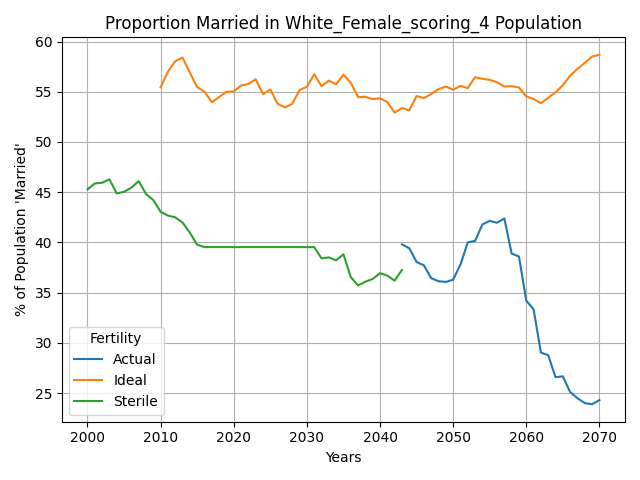 Proportion Married in White_Female_scoring_4 Population
% of Population 'Married'
60
55
50
45
40
35
30
25
Fertility
Actual
Ideal
Sterile
2000 2010 2020 2030 2040 2050 2060 2070
Years